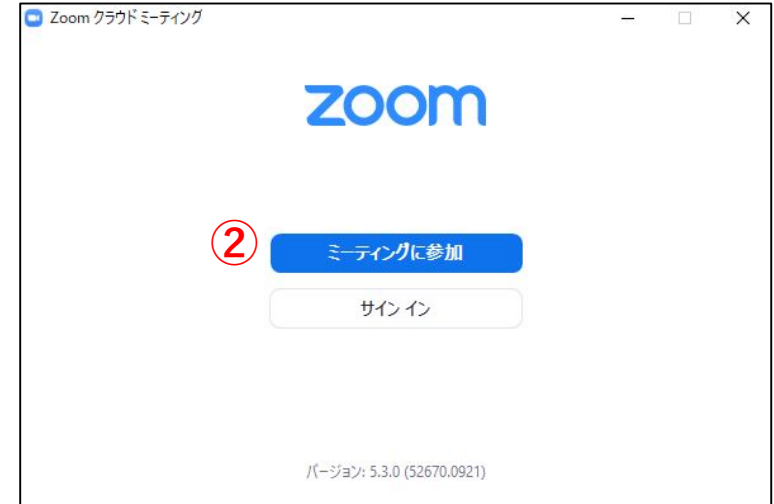 Zoom クラウド ミーティング
zoom
②
ミーティングに参加
サイン イン
バージョン: 5.3.0 (52670.0921)